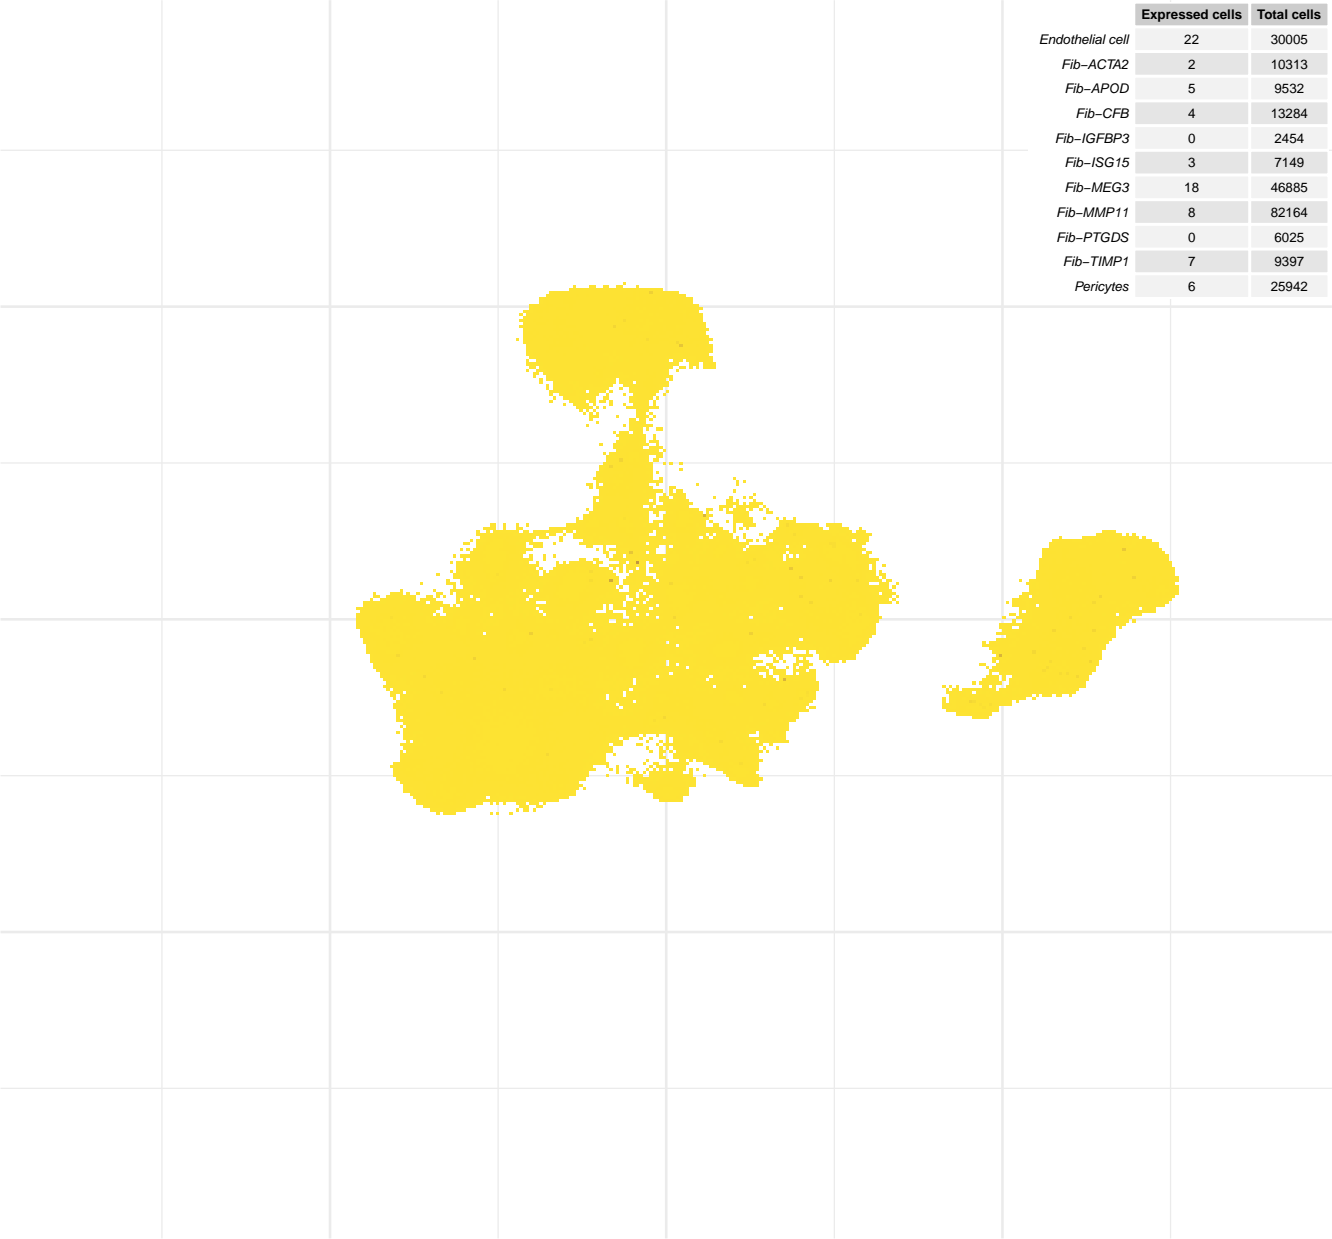 Expressed cells Total cells
Endothelial cell 22 30005
Fib−ACTA2 2 10313
Fib−APOD 5 9532
Fib−CFB 4 13284
Fib−IGFBP3 0 2454
Fib−ISG15 3 7149
Fib−MEG3 18 46885
Fib−MMP11 8 82164
Fib−PTGDS 0 6025
Fib−TIMP1 7 9397
Pericytes 6 25942